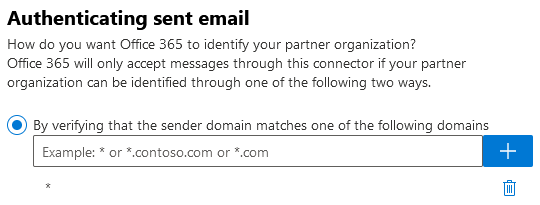 Authenticating sent email
How do you want Office 365 to identify your partner organization?
Office 365 will only accept messages through this connector if your partner
organization can be identified through one of the following two ways.
By verifying that the sender domain matches one of the following domains
Example: * or *.contoso.com or *.com
*